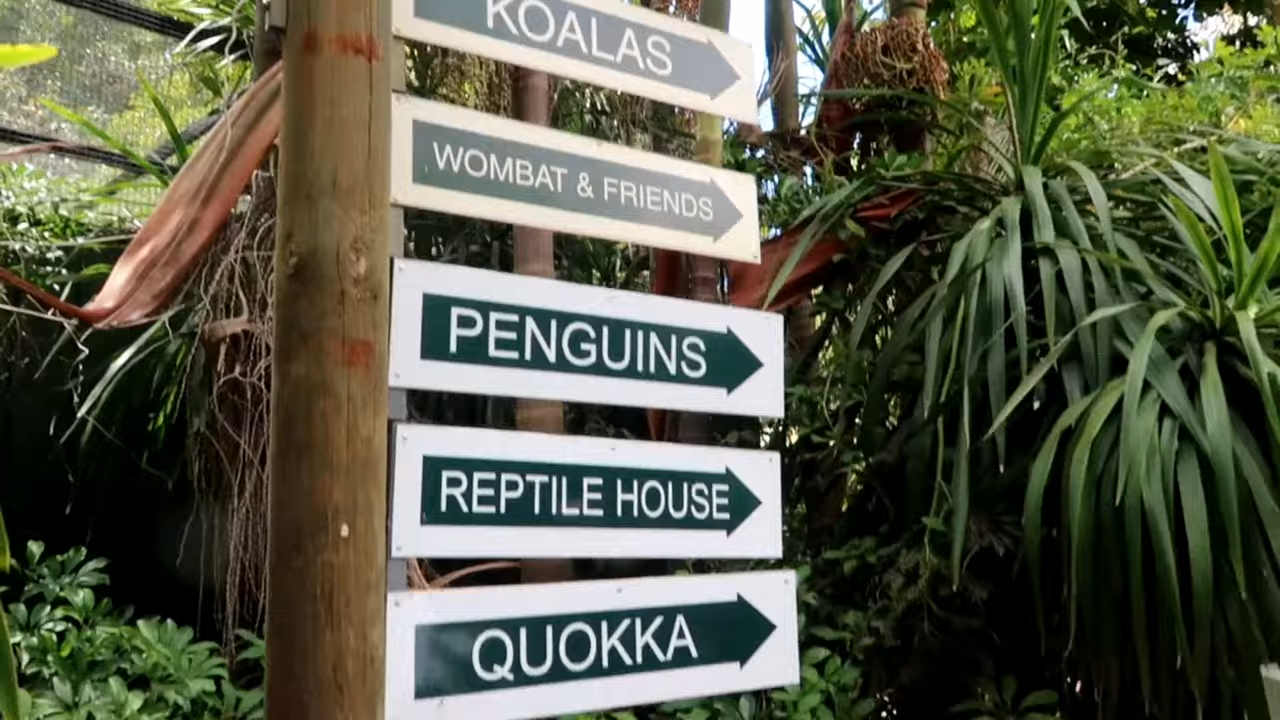 KOALAS
WOMBAT & FRIENDS
PENGUINS
REPTILE HOUSE
QUOKKA